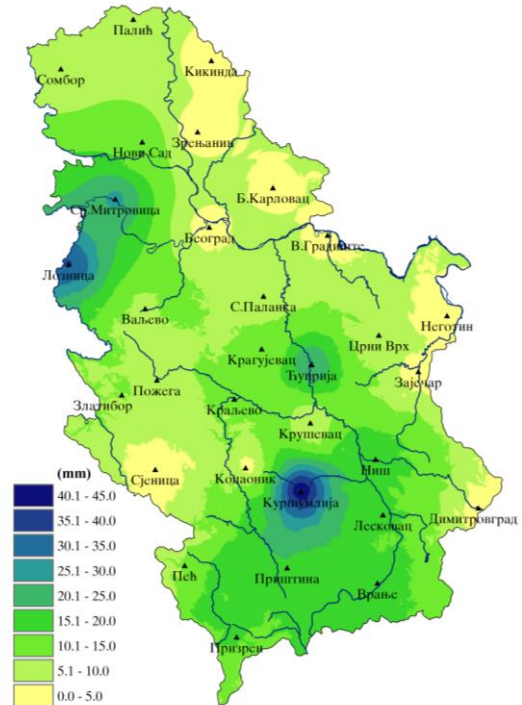 Палић
Кикинда
Сомбор
Зрењанин
Нови Сад
Б.Карловац
Ср.Митровица
Београд
В.Градиште
Лозница
С.Паланка
Ваљево
Неготин
Црни Врх
Крагујевац
Ћуприја
Зајечар
Пожега
Златибор
Краљево
Крушевац
Ниш
Сјеница
Копаоник
Куршумлија
Димитровград
Лесковац
Пећ
Приштина
Врање
Призрен
(mm)
40.1 - 45.0
35.1 - 40.0
30.1 - 35.0
25.1 - 30.0
20.1 - 25.0
15.1 - 20.0
10.1 - 15.0
5.1 - 10.0
0.0 - 5.0